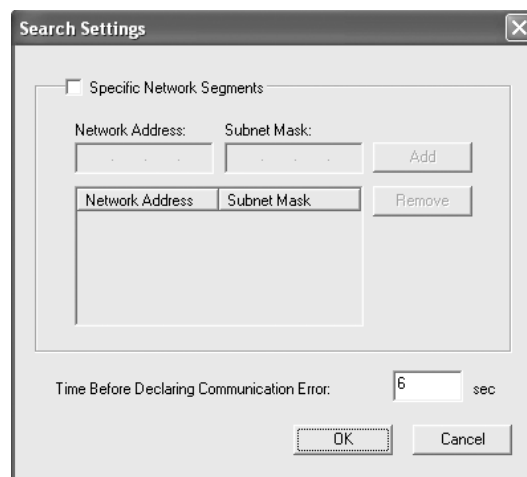 Search Settings
Specific Network Segments
Network Address:
Subnet Mask:
Add
Network Address
Subnet Mask
Remove
Time Before Declaring Communication Error:
6
sec
OK
Cancel